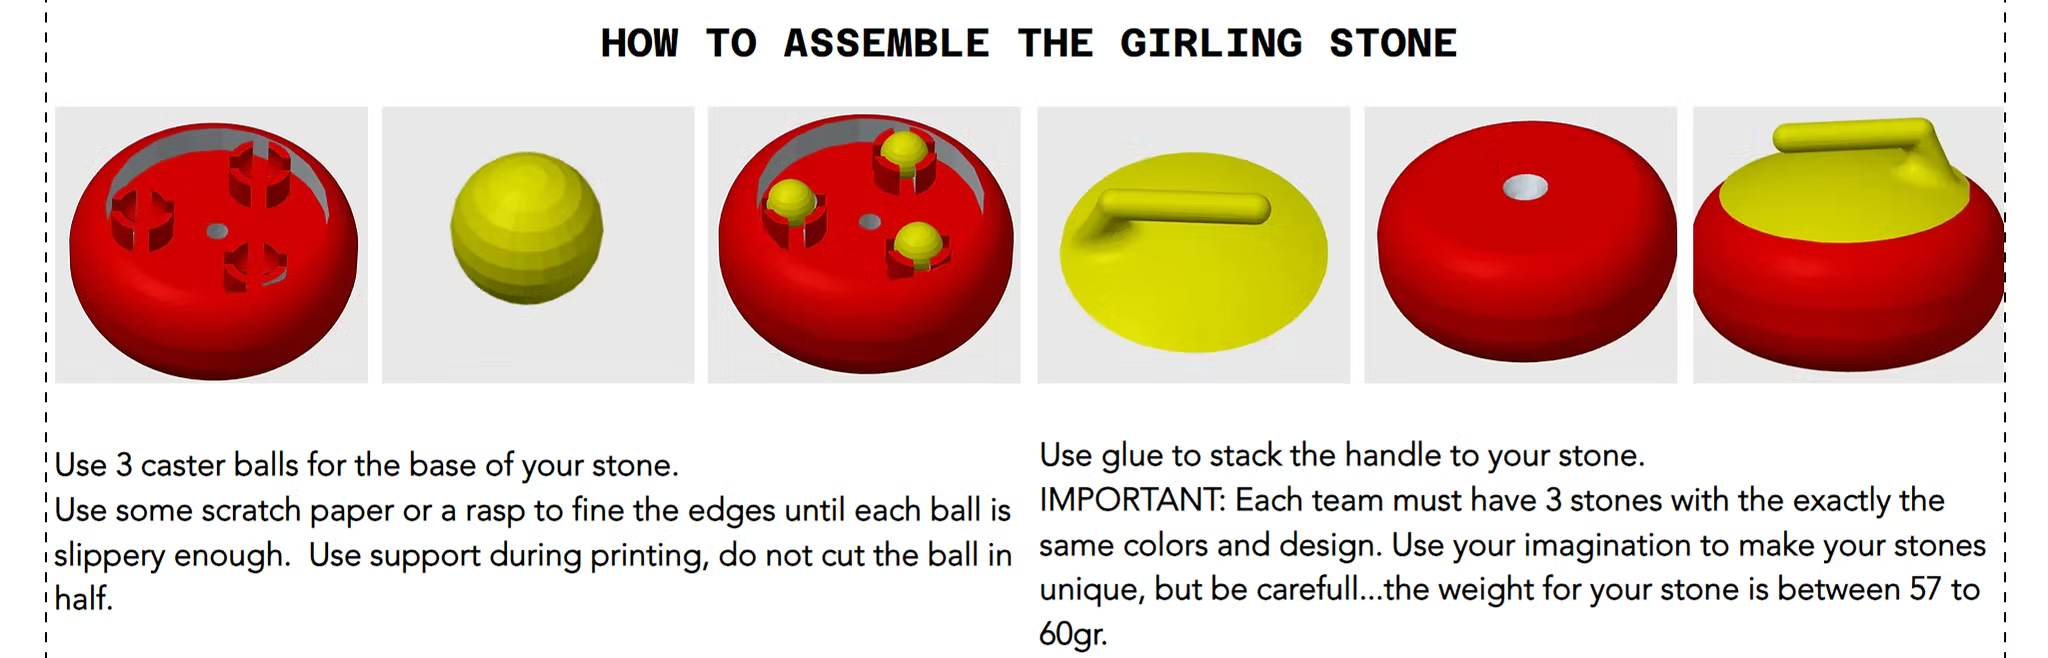 HOW TO ASSEMBLE THE GIRLING STONE
Use 3 caster balls for the base of your stone.
Use some scratch paper or a rasp to fine the edges until each ball is
slippery enough.  Use support during printing, do not cut the ball in
half.
Use glue to stack the handle to your stone.
IMPORTANT: Each team must have 3 stones with the exactly the
same colors and design. Use your imagination to make your stones
unique, but be carefull...the weight for your stone is between 57 to
60gr.